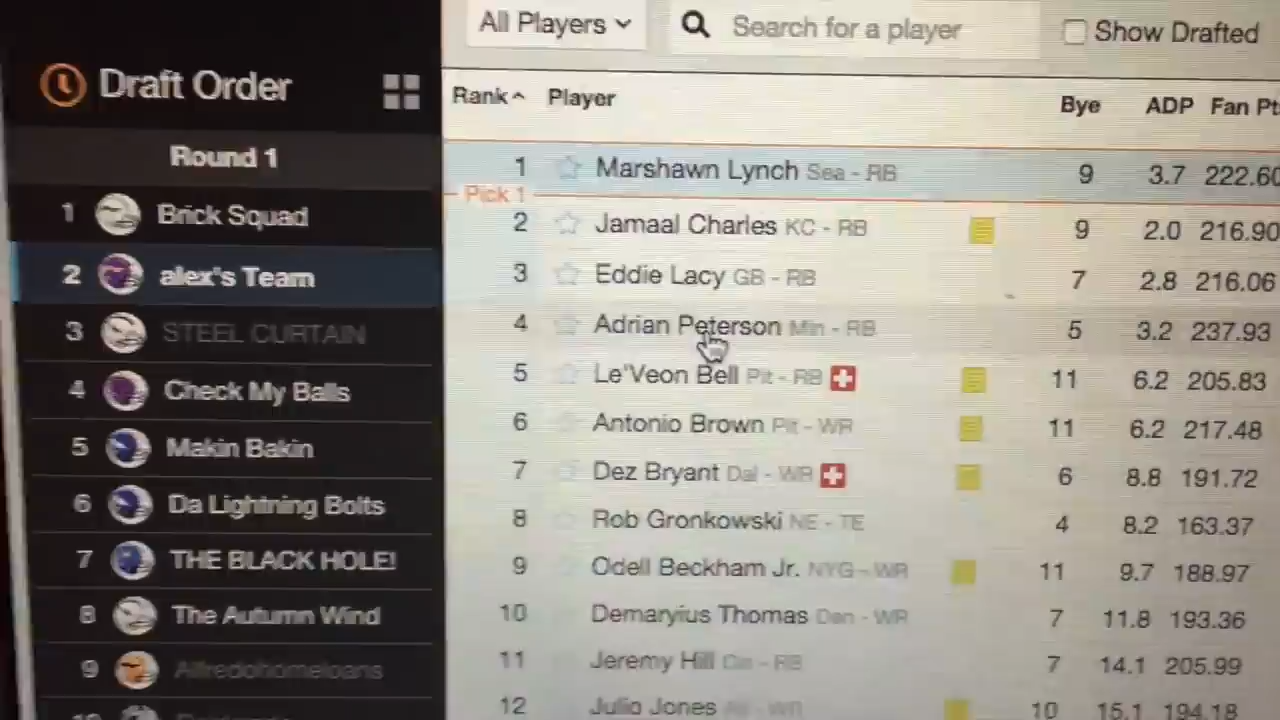 All Players Search for a player Show Drafted
Draft Order
Rank Player Bye ADP Fan Pt
Round 1
1 Brick Squad
2 alex's Team
3 STEEL CURTAIN
4 Check My Balls
5 Makin Bakin
6 Da Lightning Bolts
7 THE BLACK HOLE!
8 The Autumn Wind
9 Alfredohomeloans
1 Marshawn Lynch Sea - RB 9 3.7 222.60
Pick 1
2 Jamaal Charles KC - RB 9 2.0 216.90
3 Eddie Lacy GB - RB 7 2.8 216.06
4 Adrian Peterson Min - RB 5 3.2 237.93
5 Le'Veon Bell Pit - RB 11 6.2 205.83
6 Antonio Brown Pit - WR 11 6.2 217.48
7 Dez Bryant Dal - WR 6 8.8 191.72
8 Rob Gronkowski NE - TE 4 8.2 163.37
9 Odell Beckham Jr. NYG - WR 11 9.7 188.97
10 Demaryius Thomas Den - WR 7 11.8 193.36
11 Jeremy Hill Cin - RB 7 14.1 205.99
12 Julio Jones Atl - WR 10 15.1 194.18